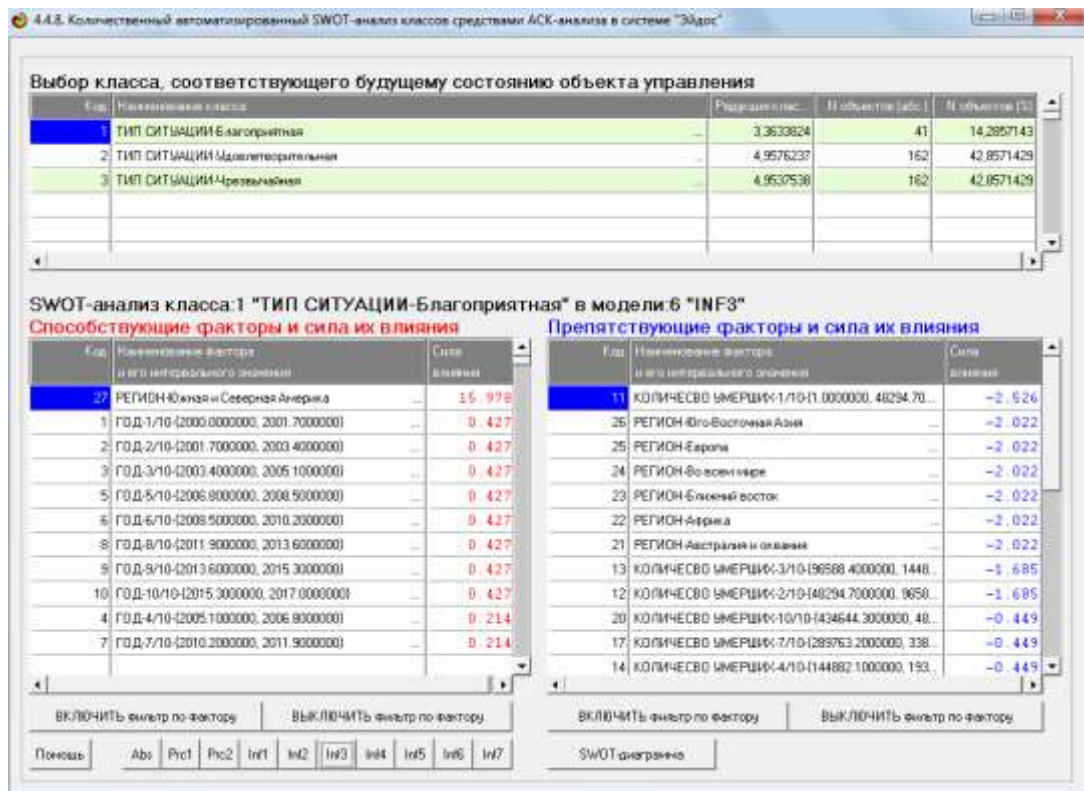 4.4.8. Количественный автоматизированный SWOT-анализ классов средствами АСК-анализа в системе "Эйдос"
Выбор класса, соответствующего будущему состоянию объекта управления
Код Наименование класса Редукция клас... N объектов (абс.) N объектов (%)
1 ТИП СИТУАЦИИ-Благоприятная ... 3,3633824 41 14,2857143
2 ТИП СИТУАЦИИ-Удовлетворительная ... 4,9576237 162 42,8571429
3 ТИП СИТУАЦИИ-Чрезвычайная ... 4,9537538 162 42,8571429
SWOT-анализ класса:1 "ТИП СИТУАЦИИ-Благоприятная" в модели:6 "INF3"
Способствующие факторы и сила их влияния
Код Наименование фактора и его интервального значения Сила влияния
27 РЕГИОН-Южная и Северная Америка ... 15.978
1 ГОД-1/10-{2000.0000000, 2001.7000000} ... 0.427
2 ГОД-2/10-{2001.7000000, 2003.4000000} ... 0.427
3 ГОД-3/10-{2003.4000000, 2005.1000000} ... 0.427
5 ГОД-5/10-{2006.8000000, 2008.5000000} ... 0.427
6 ГОД-6/10-{2008.5000000, 2010.2000000} ... 0.427
8 ГОД-8/10-{2011.9000000, 2013.6000000} ... 0.427
9 ГОД-9/10-{2013.6000000, 2015.3000000} ... 0.427
10 ГОД-10/10-{2015.3000000, 2017.0000000} ... 0.427
4 ГОД-4/10-{2005.1000000, 2006.8000000} ... 0.214
7 ГОД-7/10-{2010.2000000, 2011.9000000} ... 0.214
ВКЛЮЧИТЬ фильтр по фактору ВЫКЛЮЧИТЬ фильтр по фактору
Препятствующие факторы и сила их влияния
Код Наименование фактора и его интервального значения Сила влияния
11 КОЛИЧЕСВО УМЕРШИХ-1/10-{1.0000000, 48294.70...  -2.526
26 РЕГИОН-Юго-Восточная Азия ... -2.022
25 РЕГИОН-Европа ... -2.022
24 РЕГИОН-Во всем мире ... -2.022
23 РЕГИОН-Ближний восток ... -2.022
22 РЕГИОН-Африка ... -2.022
21 РЕГИОН-Австралия и океания ... -2.022
13 КОЛИЧЕСВО УМЕРШИХ-3/10-{96588.4000000, 1448... -1.685
12 КОЛИЧЕСВО УМЕРШИХ-2/10-{48294.7000000, 9658... -1.685
20 КОЛИЧЕСВО УМЕРШИХ-10/10-{434644.3000000, 48... -0.449
17 КОЛИЧЕСВО УМЕРШИХ-7/10-{289763.2000000, 338... -0.449
14 КОЛИЧЕСВО УМЕРШИХ-4/10-{144882.1000000, 193... -0.449
ВКЛЮЧИТЬ фильтр по фактору ВЫКЛЮЧИТЬ фильтр по фактору
Помощь Abs Prc1 Prc2 Inf1 Inf2 Inf3 Inf4 Inf5 Inf6 Inf7 SWOT-диаграмма